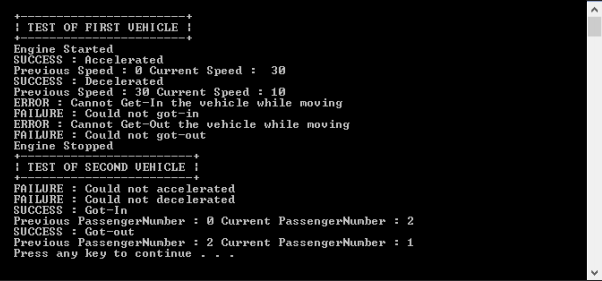 +-----------------------+
| TEST OF FIRST VEHICLE |
+-----------------------+
Engine Started
SUCCESS : Accelerated
Previous Speed : 0 Current Speed :  30
SUCCESS : Decelerated
Previous Speed : 30 Current Speed : 10
ERROR : Cannot Get-In the vehicle while moving
FAILURE : Could not got-in
ERROR : Cannot Get-Out the vehicle while moving
FAILURE : Could not got-out
Engine Stopped
+------------------------+
| TEST OF SECOND VEHICLE |
+------------------------+
FAILURE : Could not accelerated
FAILURE : Could not decelerated
SUCCESS : Got-In
Previous PassengerNumber : 0 Current PassengerNumber : 2
SUCCESS : Got-out
Previous PassengerNumber : 2 Current PassengerNumber : 1
Press any key to continue . . .